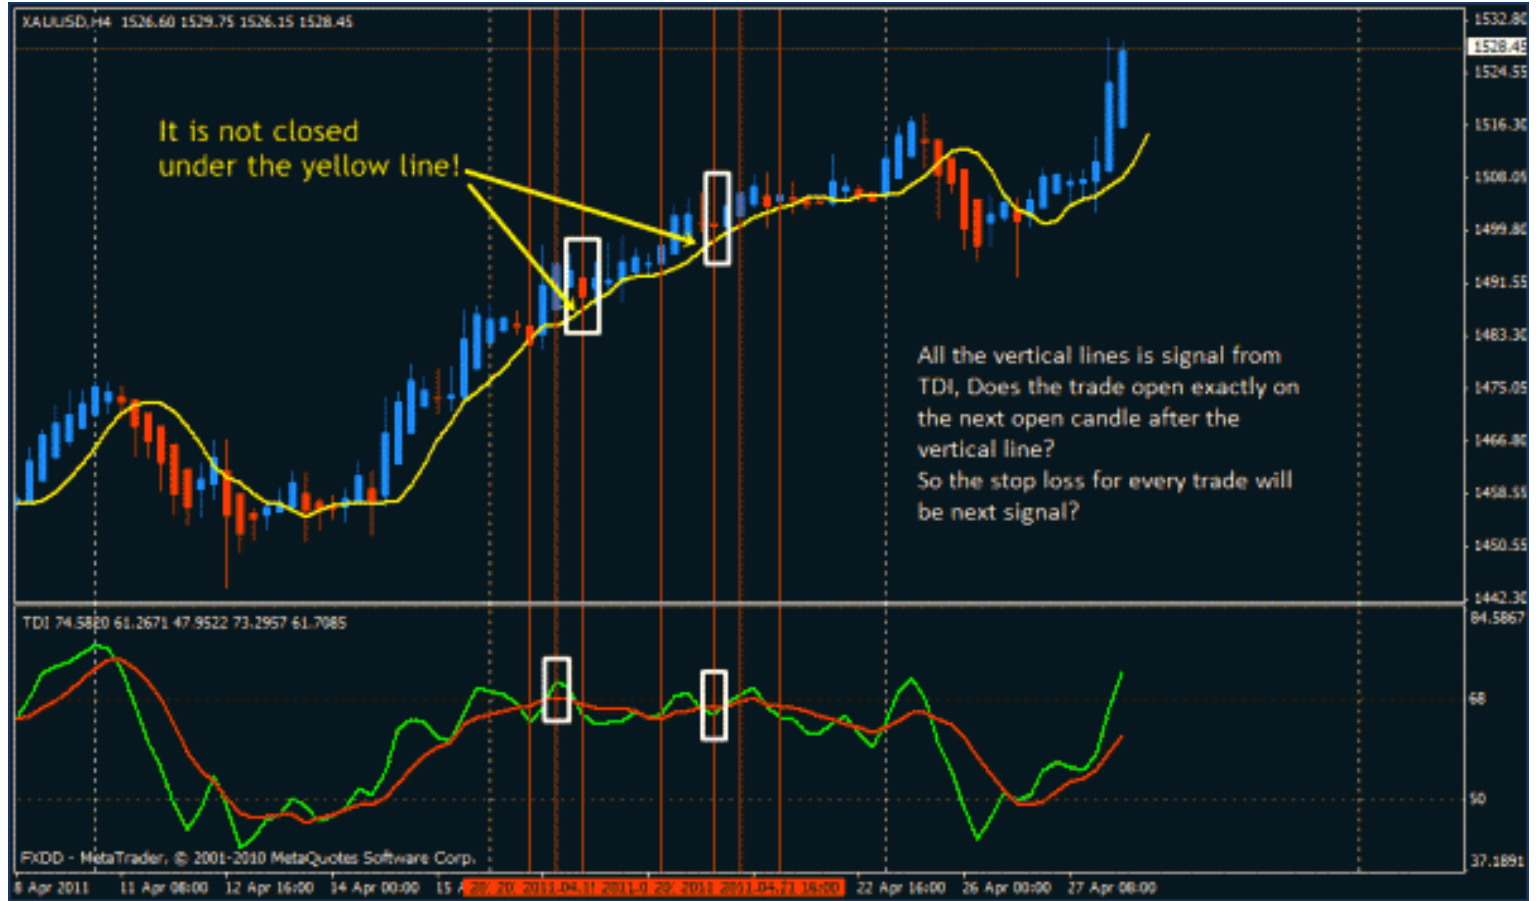 XAUUSD,H4 1526.60 1529.75 1526.15 1528.45
It is not closed
under the yellow line!
All the vertical lines is signal from
TDI, Does the trade open exactly on
the next open candle after the
vertical line?
So the stop loss for every trade will
be next signal?
1532.80
1528.45
1524.55
1516.30
1508.05
1499.80
1491.55
1483.30
1475.05
1466.80
1458.55
1450.55
1442.30
TDI 74.5820 61.2671 47.9522 73.2957 61.7085
84.5867
68
50
37.1891
FXDD - MetaTrader, © 2001-2010 MetaQuotes Software Corp.
8 Apr 2011 11 Apr 08:00 12 Apr 16:00 14 Apr 00:00 15 2011.04.21 16:00 22 Apr 16:00 26 Apr 00:00 27 Apr 08:00